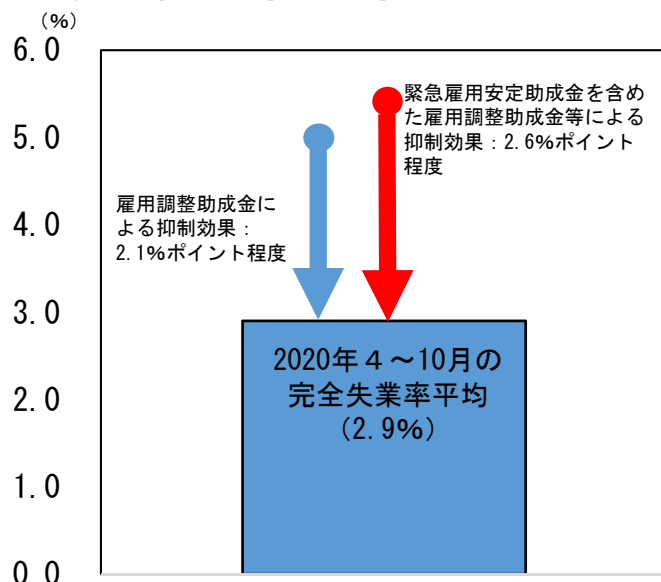 （%）
6.0
5.0
4.0
3.0
2.0
1.0
0.0
緊急雇用安定助成金を含め
た雇用調整助成金等による
抑制効果：2.6%ポイント
程度
雇用調整助成金に
よる抑制効果：
2.1%ポイント程度
2020年４～10月の
完全失業率平均
（2.9%）